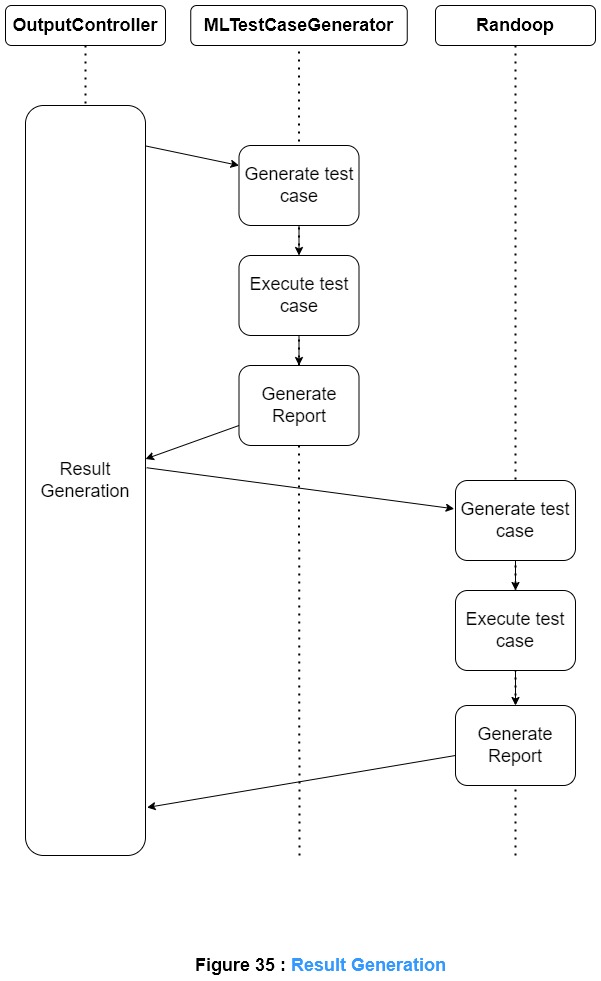 OutputController
MLTestCaseGenerator
Randoop
Generate test
case
Execute test
case
Generate
Report
Result
Generation
Generate test
case
Execute test
case
Generate
Report
Figure 35 : Result Generation